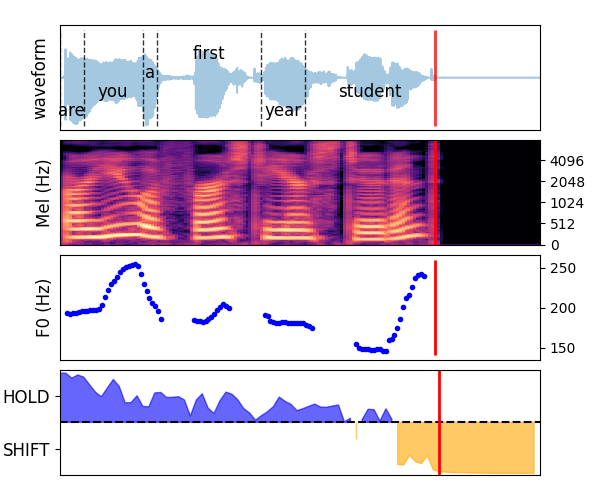 waveform
are
you
a
first
year
student
Mel (Hz)
4096
2048
1024
512
0
F0 (Hz)
250
200
150
HOLD
SHIFT